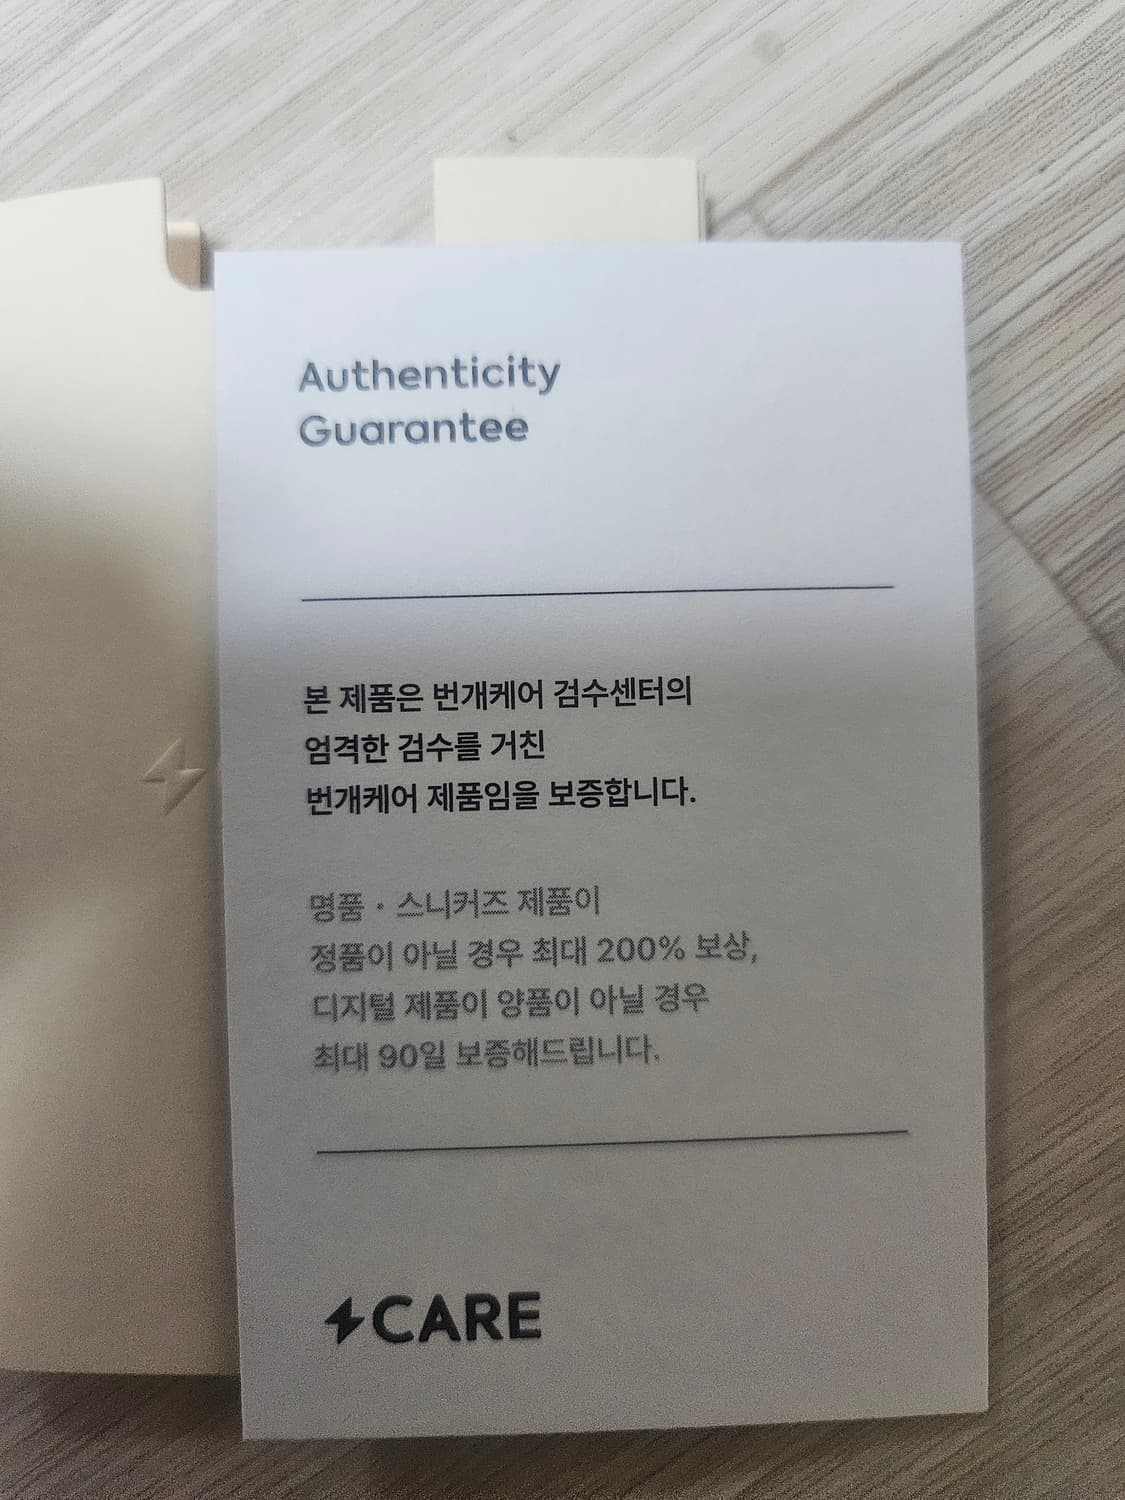 Authenticity
Guarantee
본 제품은 번개케어 검수센터의
엄격한 검수를 거친
번개케어 제품임을 보증합니다.
명품 · 스니커즈 제품이
정품이 아닐 경우 최대 200% 보상,
디지털 제품이 양품이 아닐 경우
최대 90일 보증해드립니다.
CARE